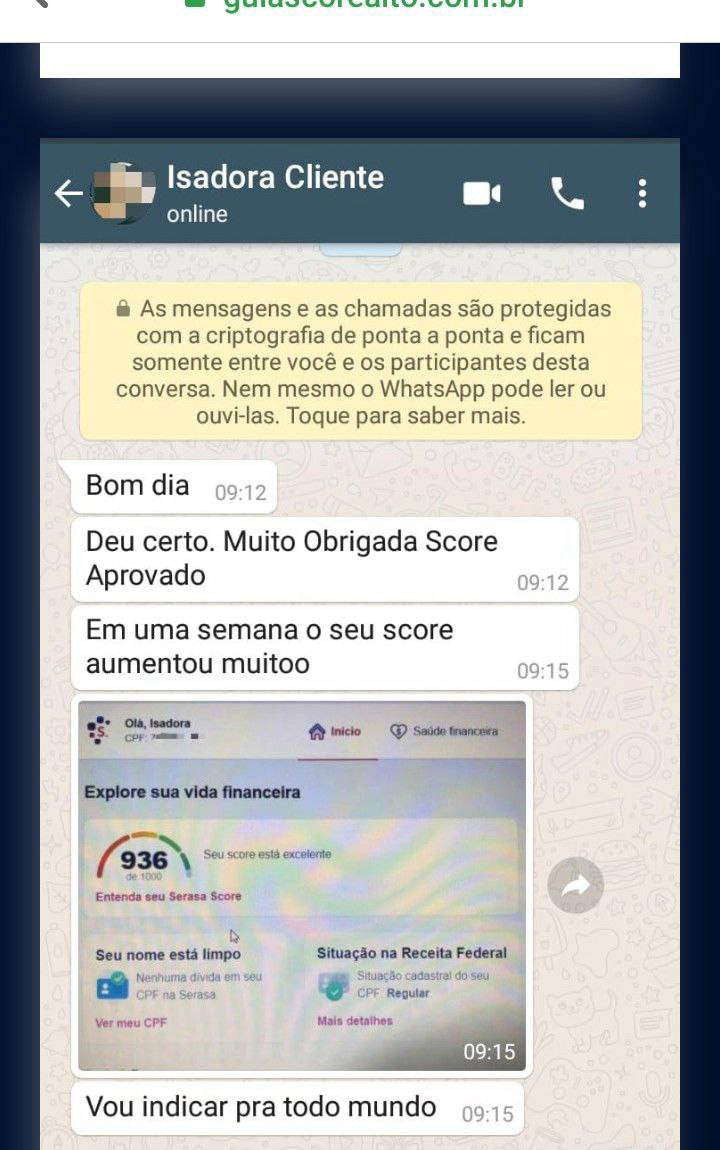 guiascorealto.com.br
Isadora Cliente
online
As mensagens e as chamadas são protegidas
com a criptografia de ponta a ponta e ficam
somente entre você e os participantes desta
conversa. Nem mesmo o WhatsApp pode ler ou
ouvi-las. Toque para saber mais.
Bom dia 09:12
Deu certo. Muito Obrigada Score
Aprovado 09:12
Em uma semana o seu score
aumentou muitoo 09:15
Olá, Isadora
CPF: 7
Início
Saúde financeira
Explore sua vida financeira
936
de 1000
Seu score está excelente
Entenda seu Serasa Score
Seu nome está limpo
Nenhuma dívida em seu
CPF na Serasa
Ver meu CPF
Situação na Receita Federal
Situação cadastral do seu
CPF Regular
Mais detalhes
09:15
Vou indicar pra todo mundo 09:15